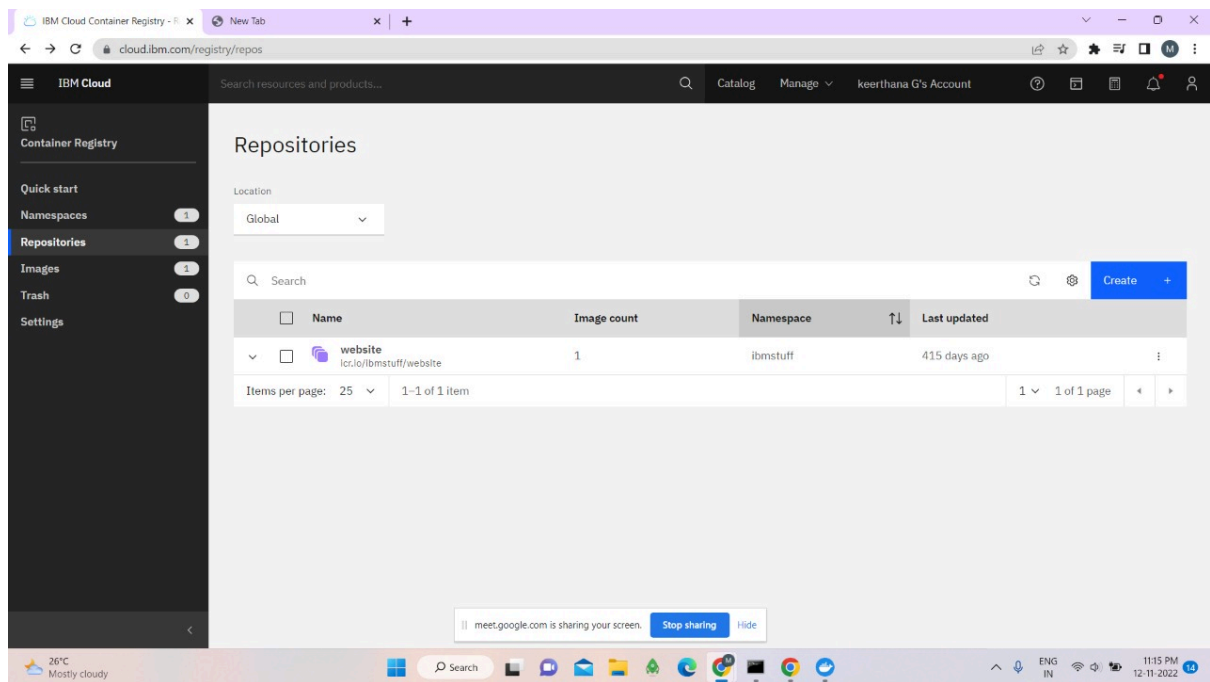 IBM Cloud Container Registry - R
New Tab
cloud.ibm.com/registry/repos
M
IBM Cloud
Search resources and products...
Catalog
Manage
keerthana G's Account
Container Registry
Quick start
Namespaces 1
Repositories 1
Images 1
Trash 0
Settings
Repositories
Location
Global
Search
Create +
Name Image count Namespace Last updated
website 1 ibmstuff 415 days ago
icr.io/ibmstuff/website
Items per page: 25 1–1 of 1 item 1 1 of 1 page
meet.google.com is sharing your screen. Stop sharing Hide
26°C
Mostly cloudy
Search
ENG
IN
11:15 PM
12-11-2022
14